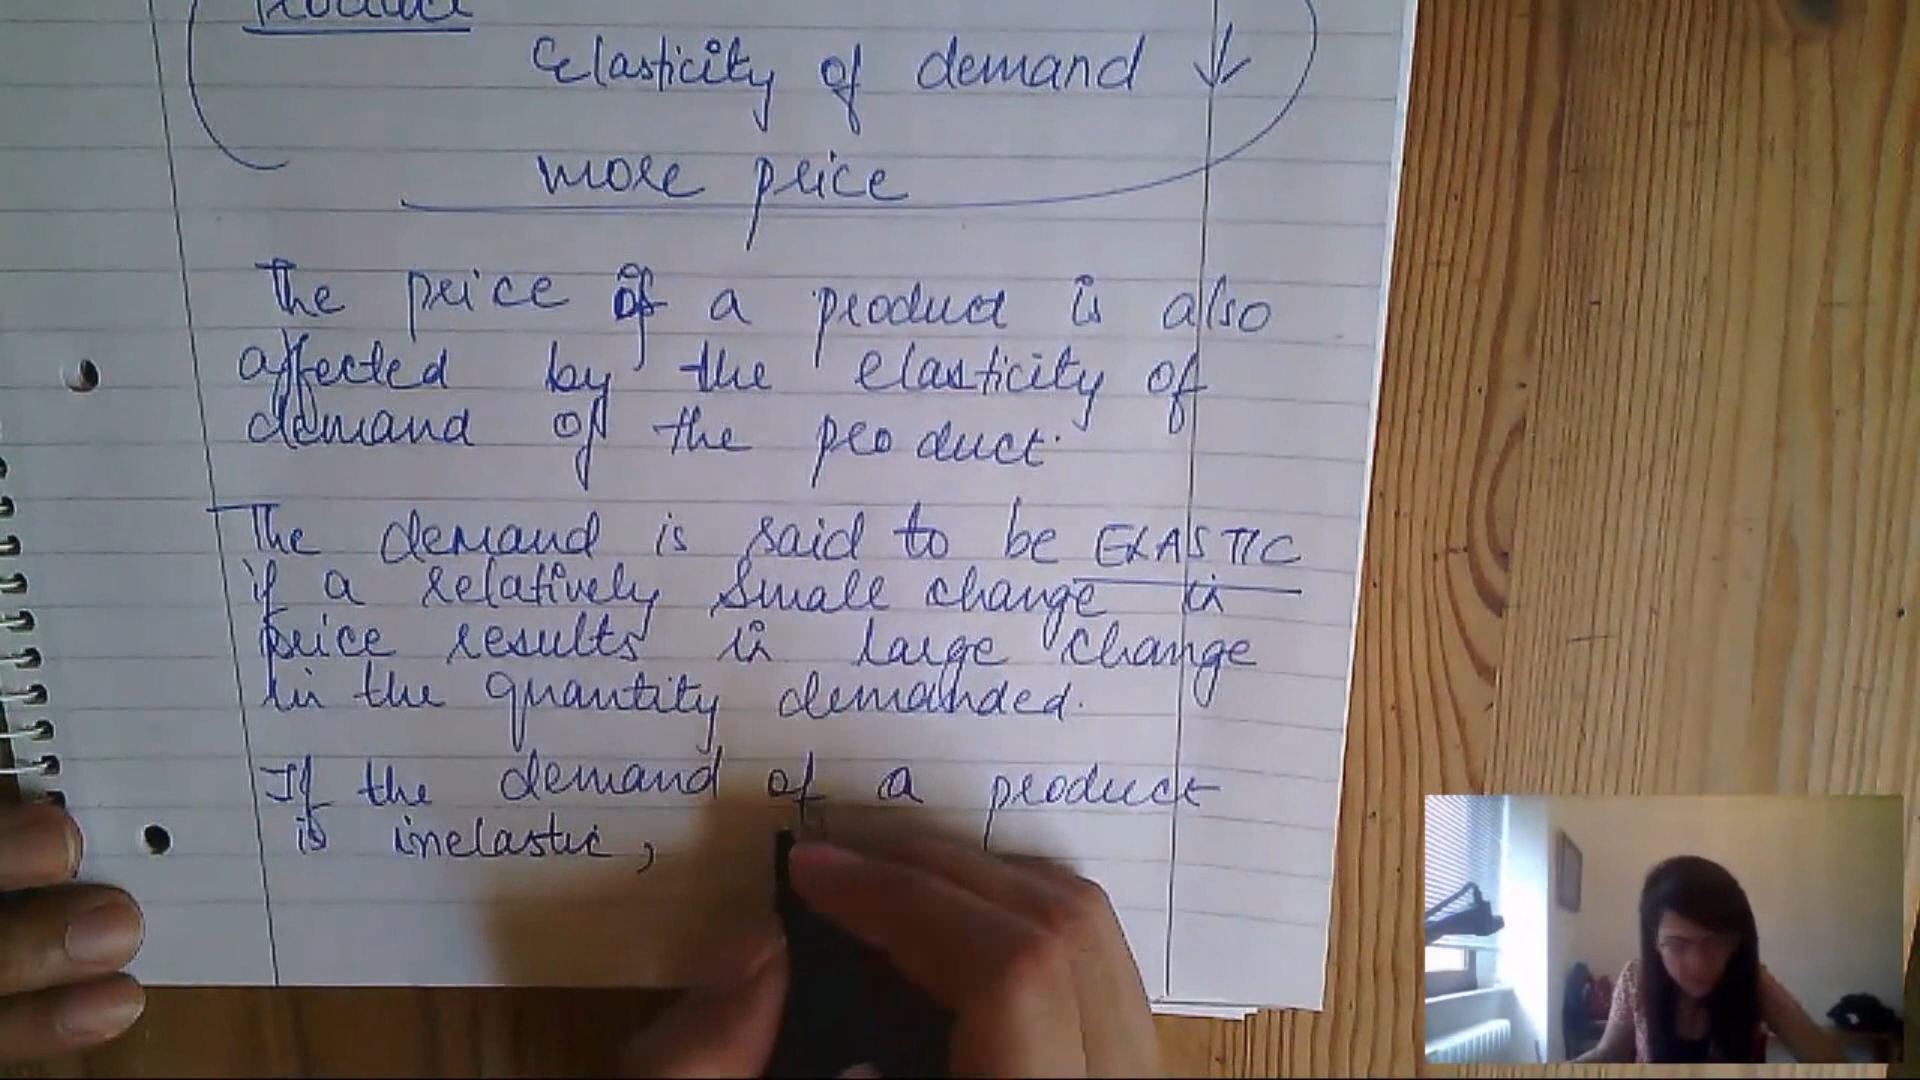 Product
Elasticity of demand ↓
more price
The price of a product is also
affected by the elasticity of
demand of the product.
The demand is said to be ELASTIC
if a relatively small change in
price results in large change
in the quantity demanded.
If the demand of a product
is inelastic,